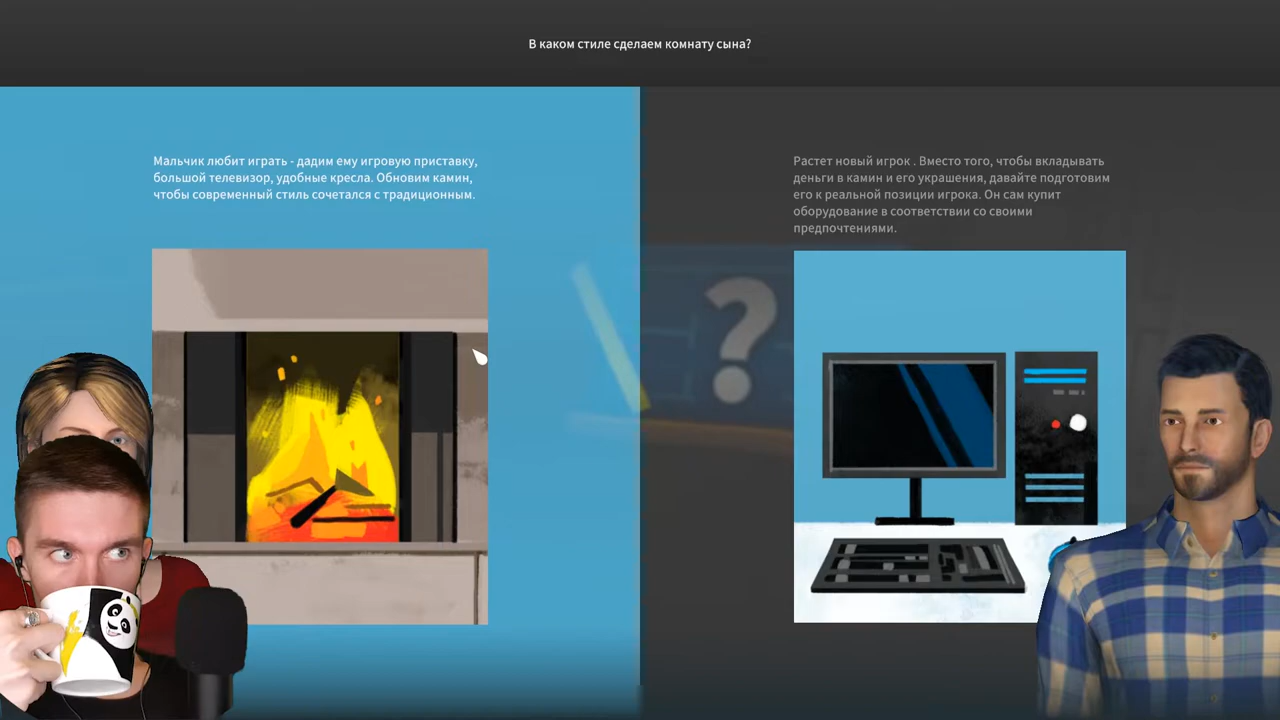 В каком стиле сделаем комнату сына?
Мальчик любит играть - дадим ему игровую приставку,
большой телевизор, удобные кресла. Обновим камин,
чтобы современный стиль сочетался с традиционным.
Растет новый игрок . Вместо того, чтобы вкладывать
деньги в камин и его украшения, давайте подготовим
его к реальной позиции игрока. Он сам купит
оборудование в соответствии со своими
предпочтениями.
?